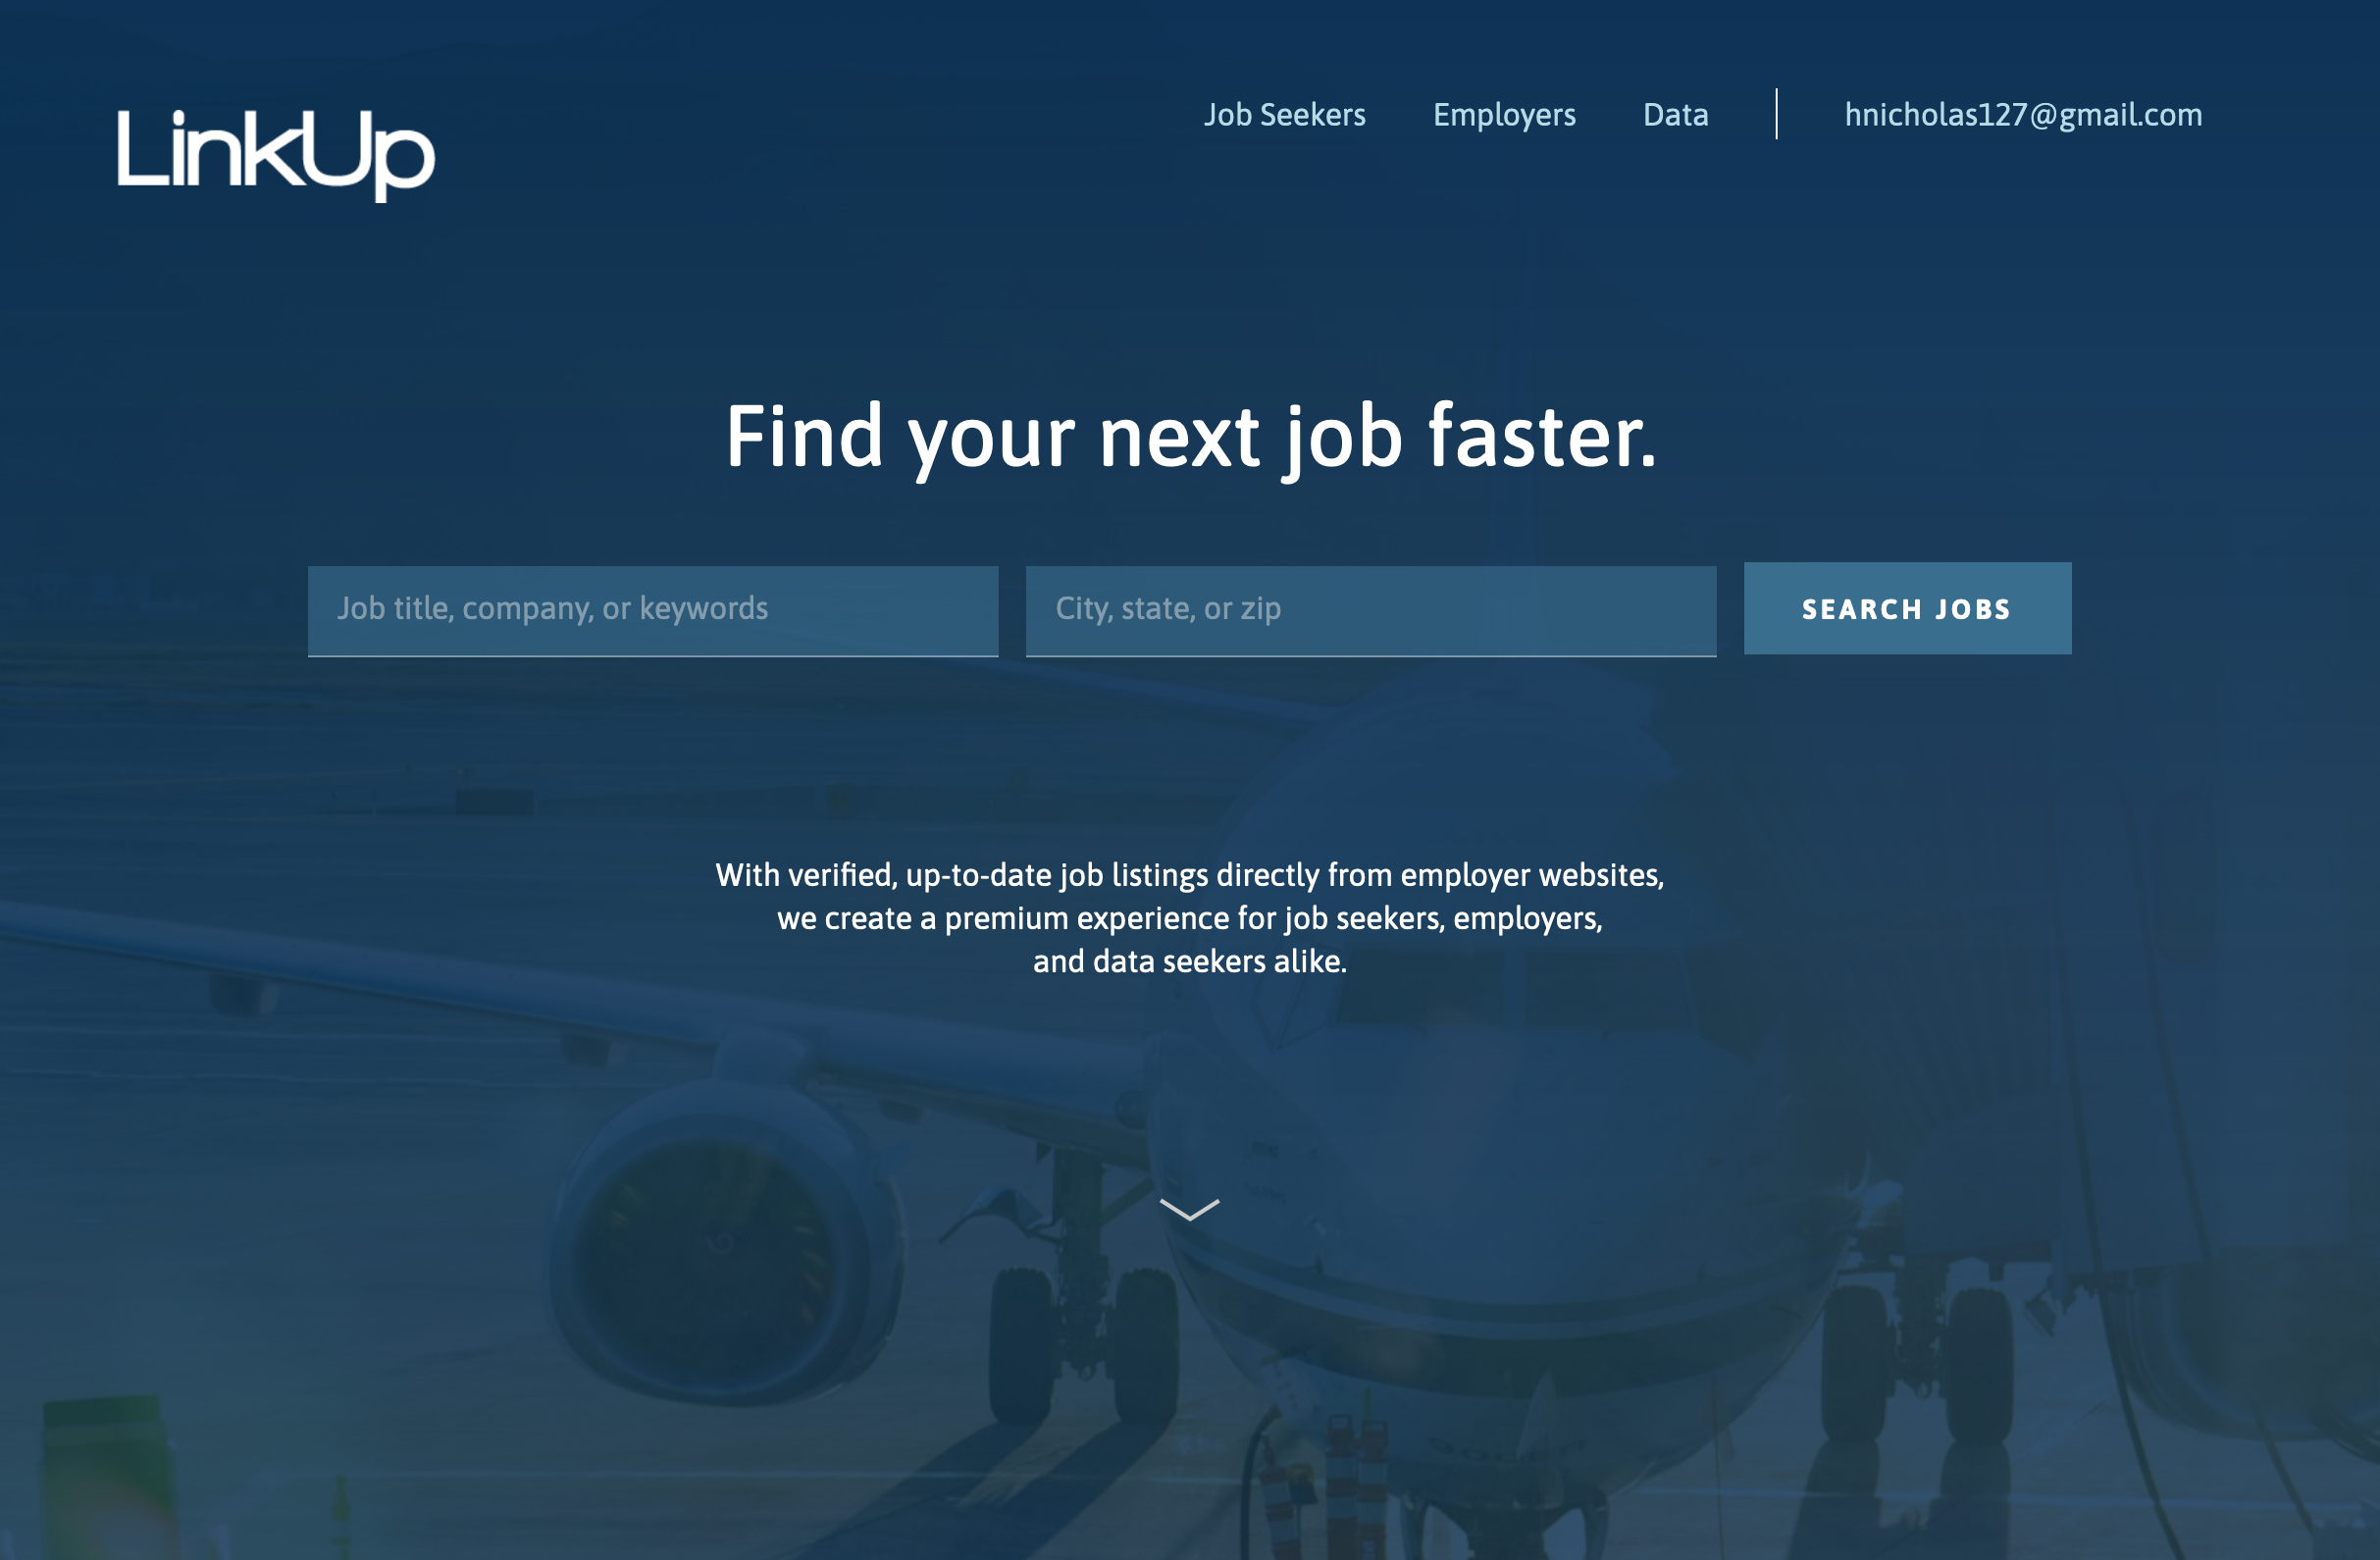 LinkUp
Job Seekers Employers Data hnicholas127@gmail.com
Find your next job faster.
Job title, company, or keywords City, state, or zip SEARCH JOBS
With verified, up-to-date job listings directly from employer websites,
we create a premium experience for job seekers, employers,
and data seekers alike.